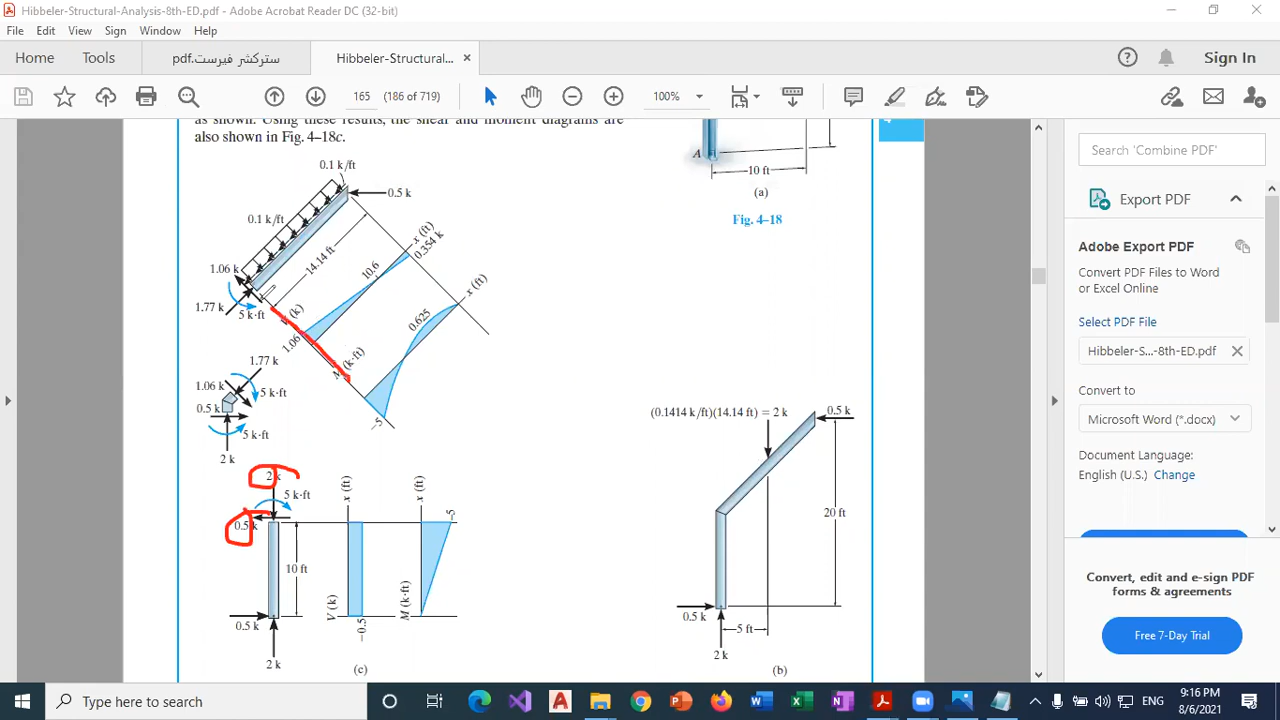 Hibbeler-Structural-Analysis-8th-ED.pdf - Adobe Acrobat Reader DC (32-bit)
File Edit View Sign Window Help
Home Tools ستركشر فيرست.pdf Hibbeler-Structural... ×
165 (186 of 719) 100% Sign In
as shown. Using these results, the shear and moment diagrams are
also shown in Fig. 4–18c.
4
A
10 ft
(a)
Fig. 4–18
0.1 k/ft
0.5 k
0.1 k/ft
1.06 k
1.77 k
5 k·ft
14.14 ft
10.6
x (ft)
0.354 k
(k)
1.06
x (ft)
0.625
M (k·ft)
−5
1.77 k
1.06 k
5 k·ft
0.5 k
5 k·ft
2 k
2 k
5 k·ft
0.5 k
10 ft
0.5 k
2 k
x (ft)
V (k)
−0.5
x (ft)
−5
M (k·ft)
(c)
(0.1414 k/ft)(14.14 ft) = 2 k
0.5 k
20 ft
0.5 k
5 ft
2 k
(b)
Search 'Combine PDF'
Export PDF
Adobe Export PDF
Convert PDF Files to Word
or Excel Online
Select PDF File
Hibbeler-S...-8th-ED.pdf
Convert to
Microsoft Word (*.docx)
Document Language:
English (U.S.) Change
Convert, edit and e-sign PDF
forms & agreements
Free 7-Day Trial
Type here to search
ENG
9:16 PM
8/6/2021